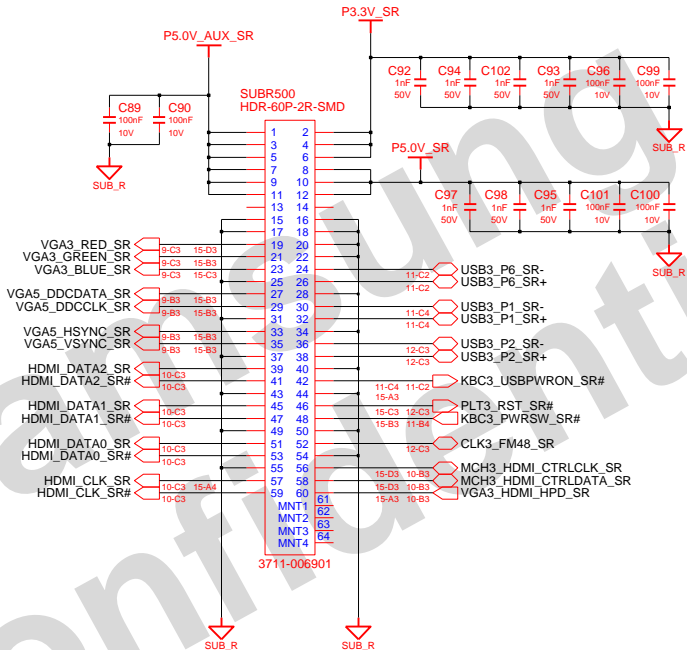 P3.3V_SR
P5.0V_AUX_SR
C92 1nF 50V
C94 1nF 50V
C102 1nF 50V
C93 1nF 50V
C96 100nF 10V
C99 100nF 10V
SUB_R
C89 100nF 10V
C90 100nF 10V
SUB_R
SUBR500
HDR-60P-2R-SMD
P5.0V_SR
C97 1nF 50V
C98 1nF 50V
C95 1nF 50V
C101 100nF 10V
C100 100nF 10V
SUB_R
1 2
3 4
5 6
7 8
9 10
11 12
13 14
15 16
17 18
VGA3_RED_SR 9-C3 15-D3 19 20
VGA3_GREEN_SR 9-C3 15-D3 21 22
VGA3_BLUE_SR 9-C3 15-C3 23 24 11-C2 USB3_P6_SR-
25 26 11-C2 USB3_P6_SR+
VGA5_DDCDATA_SR 9-B3 15-B3 27 28
VGA5_DDCCLK_SR 9-B3 15-B3 29 30 11-C4 USB3_P1_SR-
31 32 11-C4 USB3_P1_SR+
VGA5_HSYNC_SR 9-B3 15-B3 33 34
VGA5_VSYNC_SR 9-B3 15-B3 35 36 12-C3 USB3_P2_SR-
37 38 12-C3 USB3_P2_SR+
HDMI_DATA2_SR 10-C3 39 40
HDMI_DATA2_SR# 10-C3 41 42 11-C4 11-C2 KBC3_USBPWRON_SR#
15-A3
43 44
HDMI_DATA1_SR 10-C3 45 46 15-C3 12-C3 PLT3_RST_SR#
HDMI_DATA1_SR# 10-C3 47 48 15-B3 11-B4 KBC3_PWRSW_SR#
49 50
HDMI_DATA0_SR 10-C3 51 52 12-C3 CLK3_FM48_SR
HDMI_DATA0_SR# 10-C3 53 54
55 56 15-D3 10-B3 MCH3_HDMI_CTRLCLK_SR
HDMI_CLK_SR 10-C3 15-A4 57 58 15-D3 10-B3 MCH3_HDMI_CTRLDATA_SR
HDMI_CLK_SR# 10-C3 59 60 15-A3 10-B3 VGA3_HDMI_HPD_SR
MNT1 61
MNT2 62
MNT3 63
MNT4 64
3711-006901
SUB_R
SUB_R
Samsung
Confidential